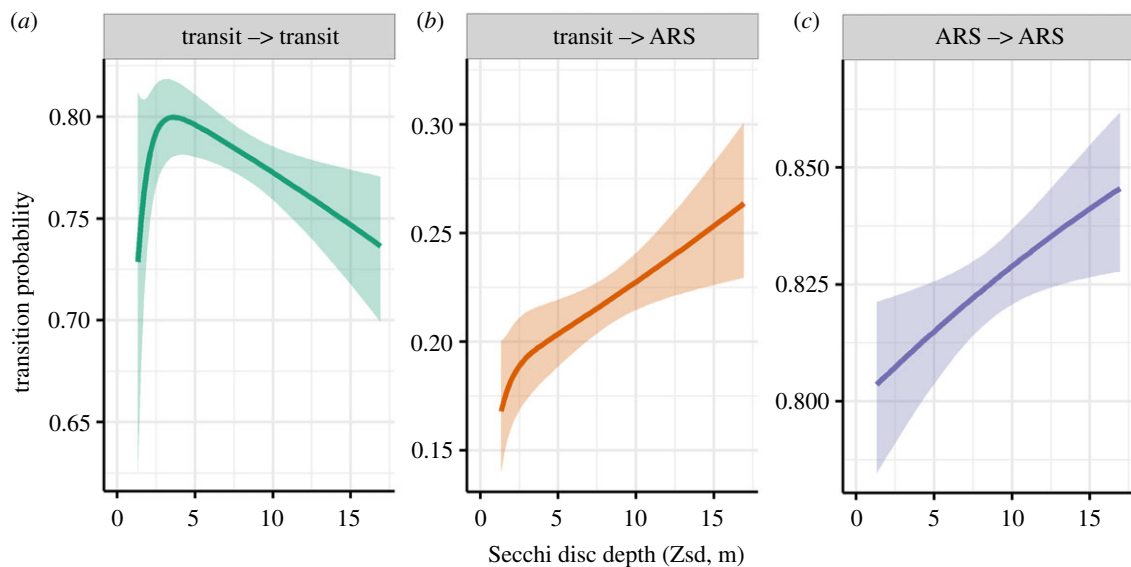 (a)
transit –> transit
(b)
transit –> ARS
(c)
ARS –> ARS
transition probability
0.80
0.75
0.70
0.65
0.30
0.25
0.20
0.15
0.850
0.825
0.800
0 5 10 15
0 5 10 15
0 5 10 15
Secchi disc depth (Zsd, m)